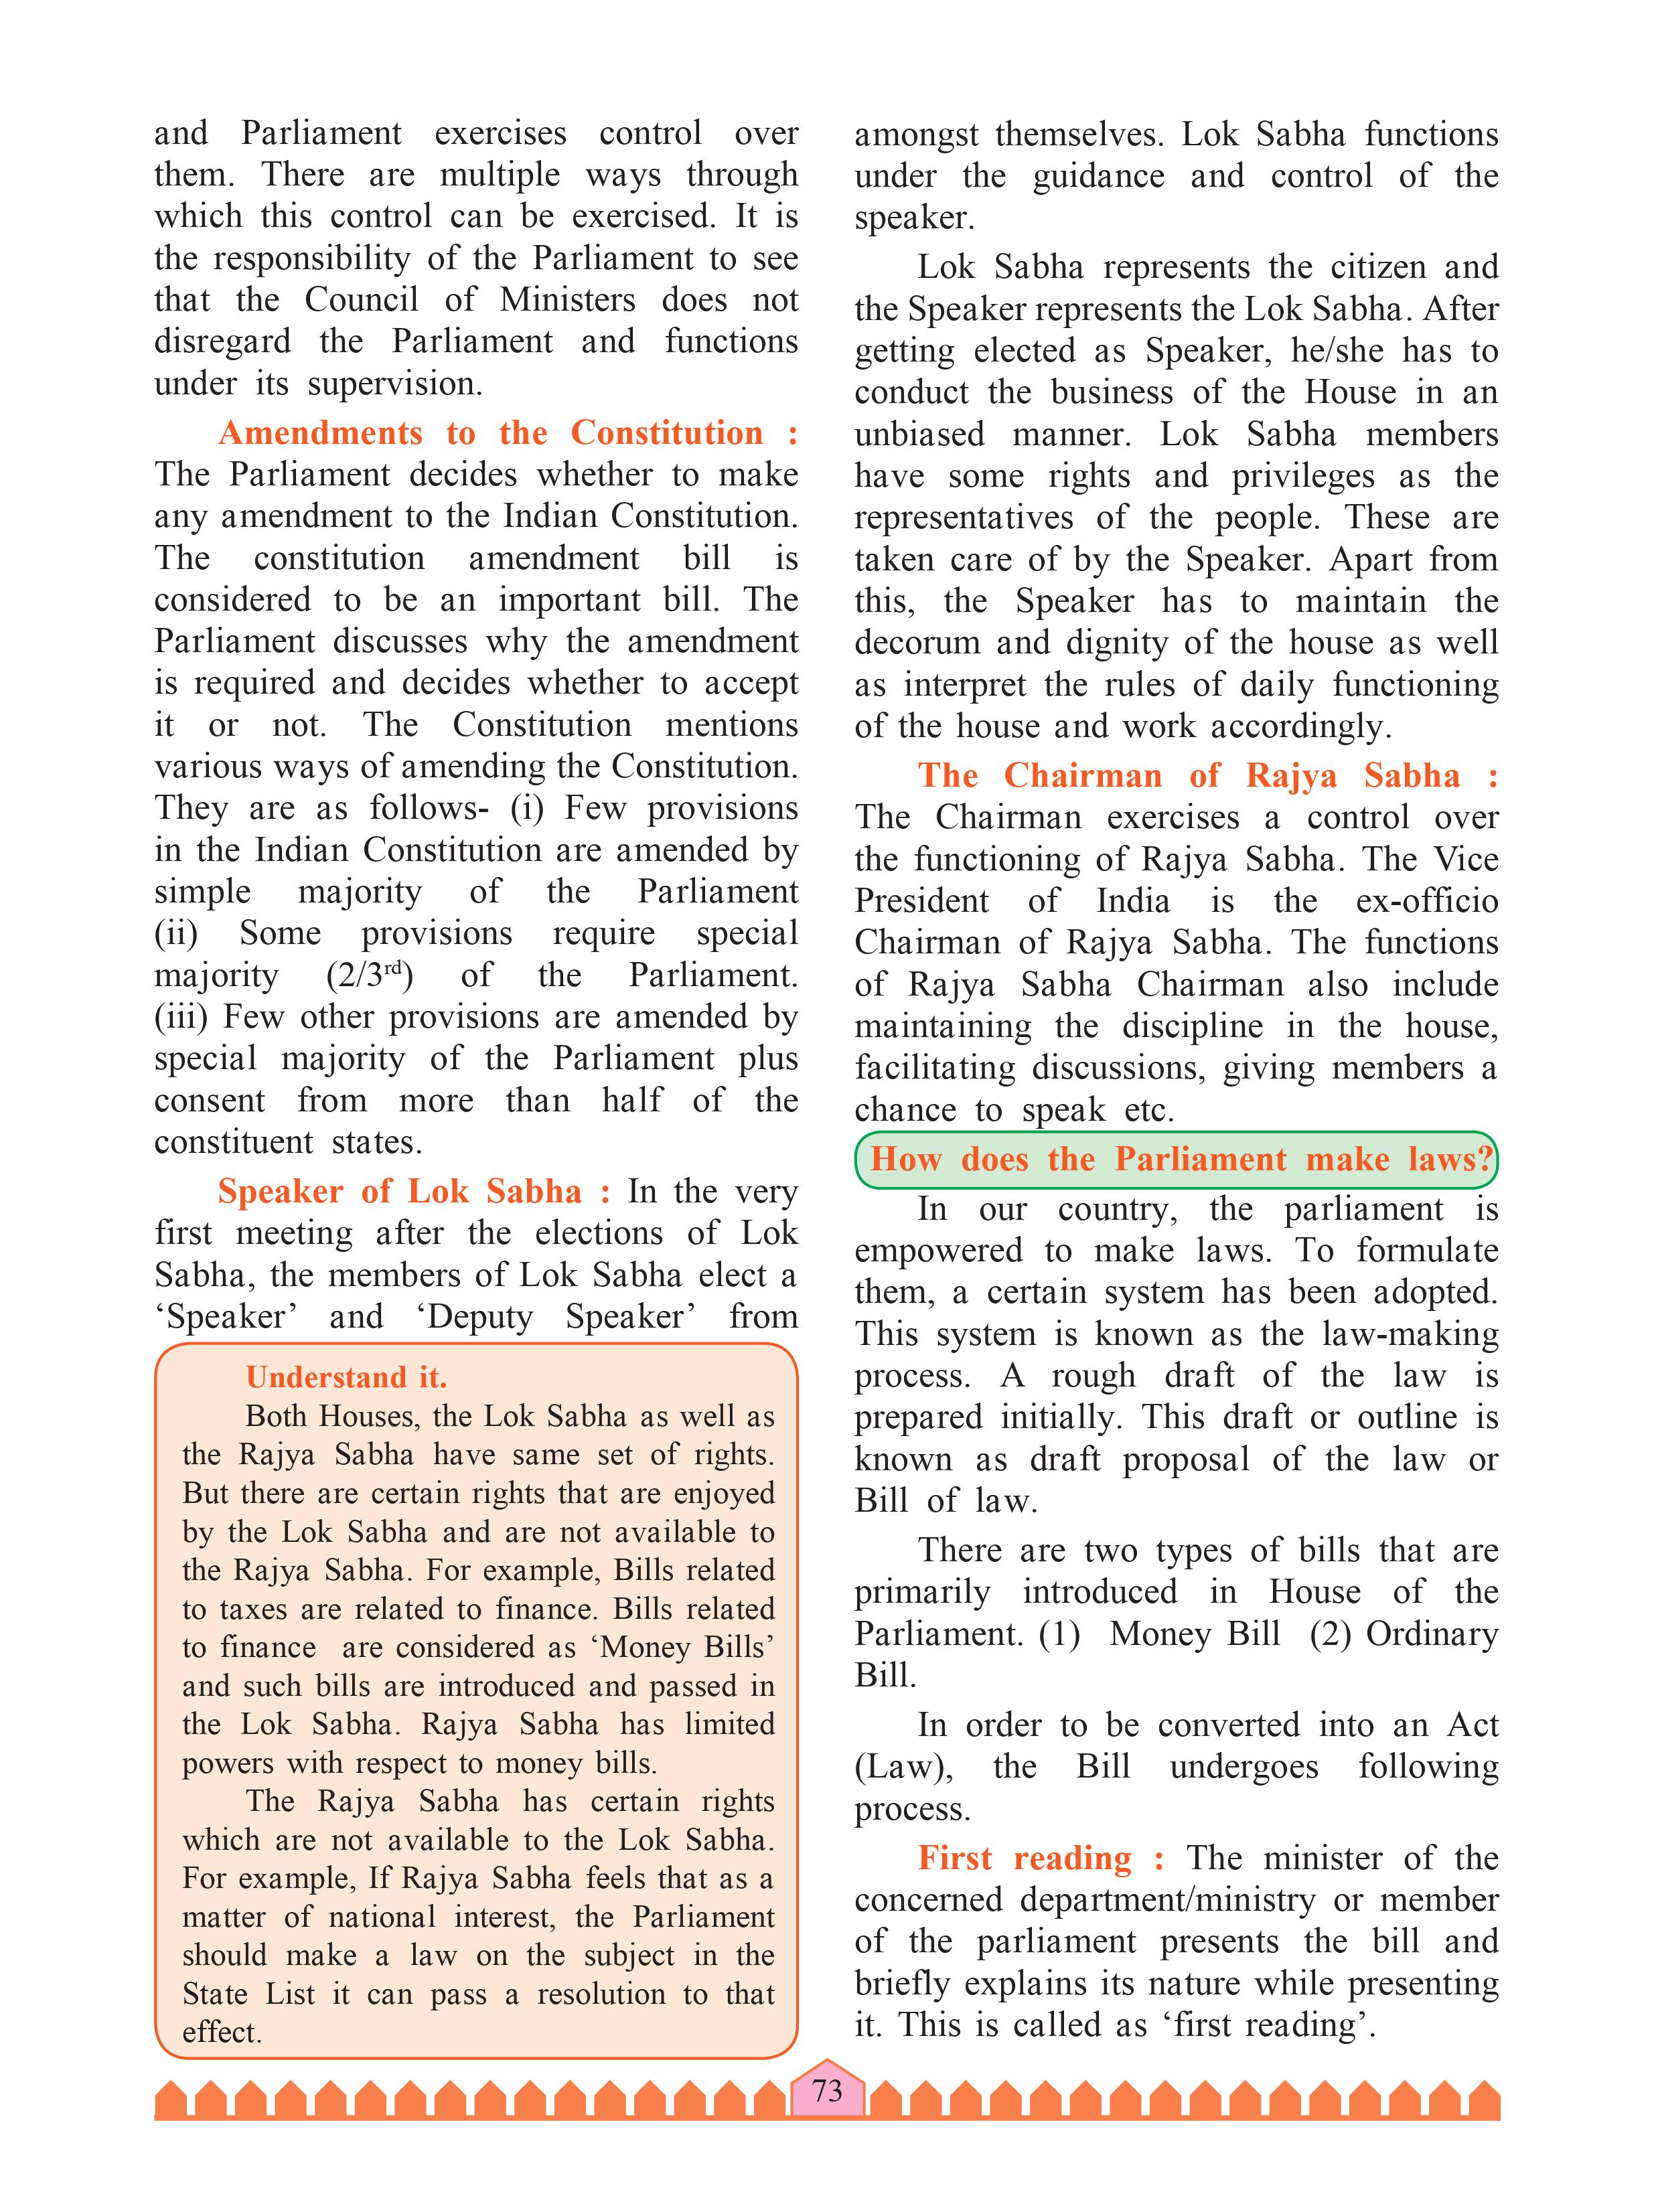 and Parliament exercises control over
them. There are multiple ways through
which this control can be exercised. It is
the responsibility of the Parliament to see
that the Council of Ministers does not
disregard the Parliament and functions
under its supervision.
Amendments to the Constitution :
The Parliament decides whether to make
any amendment to the Indian Constitution.
The constitution amendment bill is
considered to be an important bill. The
Parliament discusses why the amendment
is required and decides whether to accept
it or not. The Constitution mentions
various ways of amending the Constitution.
They are as follows- (i) Few provisions
in the Indian Constitution are amended by
simple majority of the Parliament
(ii) Some provisions require special
majority (2/3rd) of the Parliament.
(iii) Few other provisions are amended by
special majority of the Parliament plus
consent from more than half of the
constituent states.
Speaker of Lok Sabha : In the very
first meeting after the elections of Lok
Sabha, the members of Lok Sabha elect a
‘Speaker’ and ‘Deputy Speaker’ from
Understand it.
Both Houses, the Lok Sabha as well as
the Rajya Sabha have same set of rights.
But there are certain rights that are enjoyed
by the Lok Sabha and are not available to
the Rajya Sabha. For example, Bills related
to taxes are related to finance. Bills related
to finance are considered as ‘Money Bills’
and such bills are introduced and passed in
the Lok Sabha. Rajya Sabha has limited
powers with respect to money bills.
The Rajya Sabha has certain rights
which are not available to the Lok Sabha.
For example, If Rajya Sabha feels that as a
matter of national interest, the Parliament
should make a law on the subject in the
State List it can pass a resolution to that
effect.
amongst themselves. Lok Sabha functions
under the guidance and control of the
speaker.
Lok Sabha represents the citizen and
the Speaker represents the Lok Sabha. After
getting elected as Speaker, he/she has to
conduct the business of the House in an
unbiased manner. Lok Sabha members
have some rights and privileges as the
representatives of the people. These are
taken care of by the Speaker. Apart from
this, the Speaker has to maintain the
decorum and dignity of the house as well
as interpret the rules of daily functioning
of the house and work accordingly.
The Chairman of Rajya Sabha :
The Chairman exercises a control over
the functioning of Rajya Sabha. The Vice
President of India is the ex-officio
Chairman of Rajya Sabha. The functions
of Rajya Sabha Chairman also include
maintaining the discipline in the house,
facilitating discussions, giving members a
chance to speak etc.
How does the Parliament make laws?
In our country, the parliament is
empowered to make laws. To formulate
them, a certain system has been adopted.
This system is known as the law-making
process. A rough draft of the law is
prepared initially. This draft or outline is
known as draft proposal of the law or
Bill of law.
There are two types of bills that are
primarily introduced in House of the
Parliament. (1) Money Bill (2) Ordinary
Bill.
In order to be converted into an Act
(Law), the Bill undergoes following
process.
First reading : The minister of the
concerned department/ministry or member
of the parliament presents the bill and
briefly explains its nature while presenting
it. This is called as ‘first reading’.
73